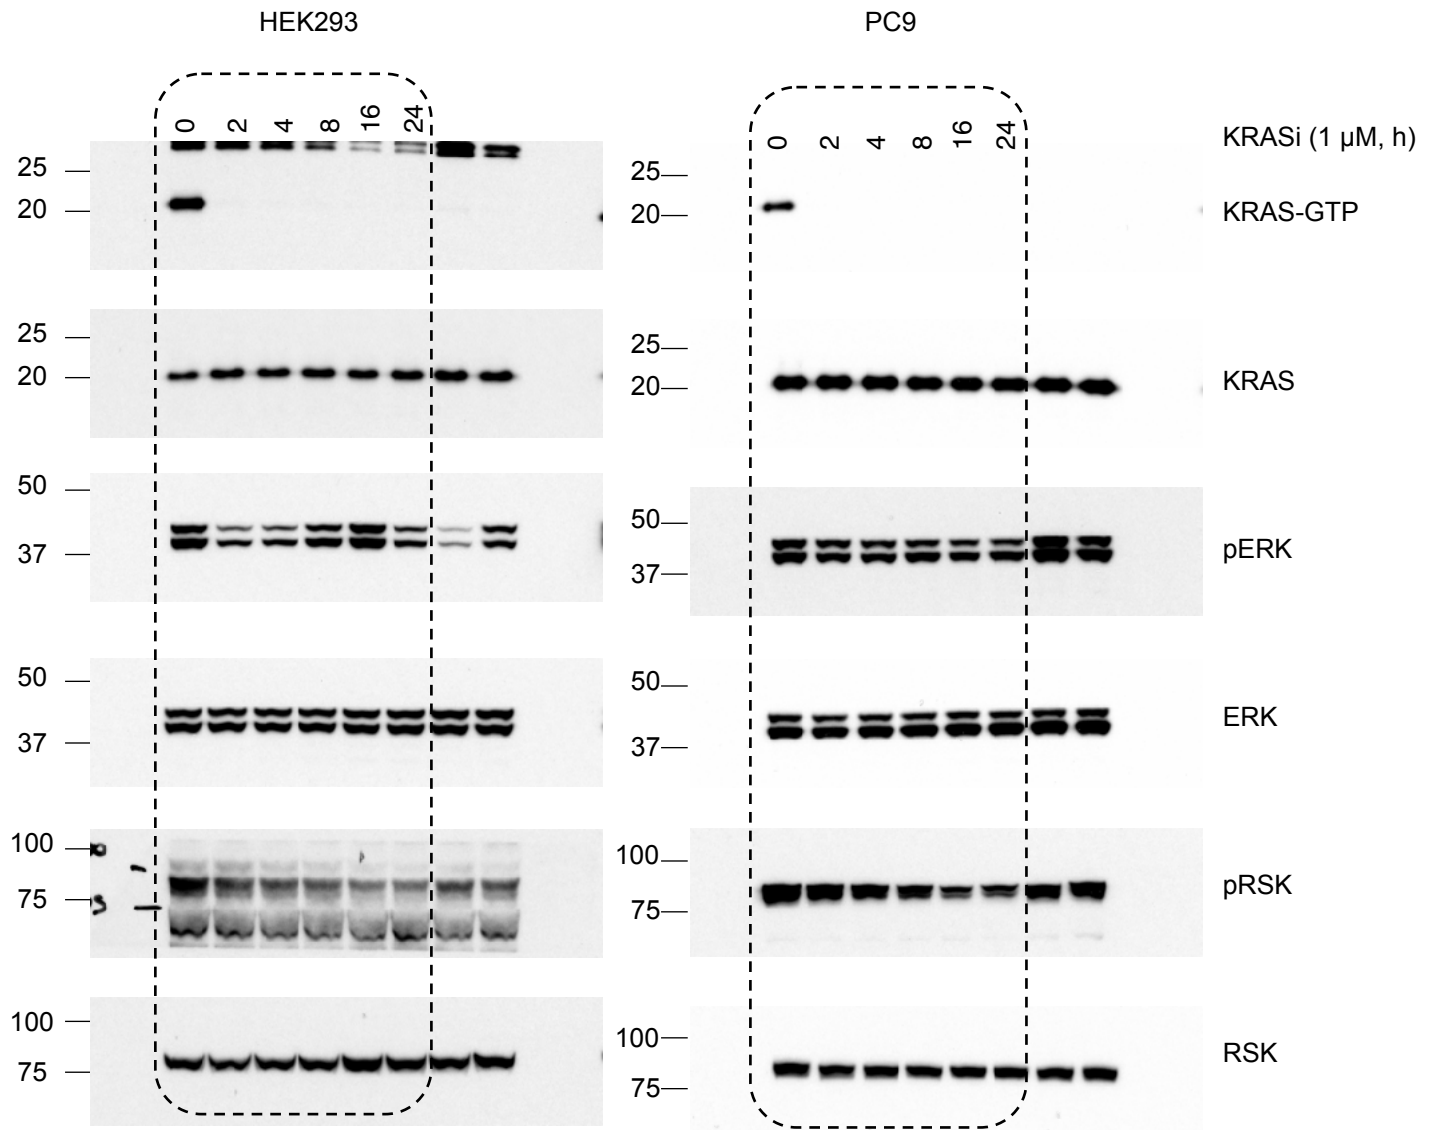 HEK293 PC9
0 2 4 8 16 24 0 2 4 8 16 24 KRASi (1 µM, h)
25 25
20 20 KRAS-GTP
25 25
20 20 KRAS
50 50
37 37 pERK
50 50
37 37 ERK
100 100
75 75 pRSK
100 100
75 75 RSK